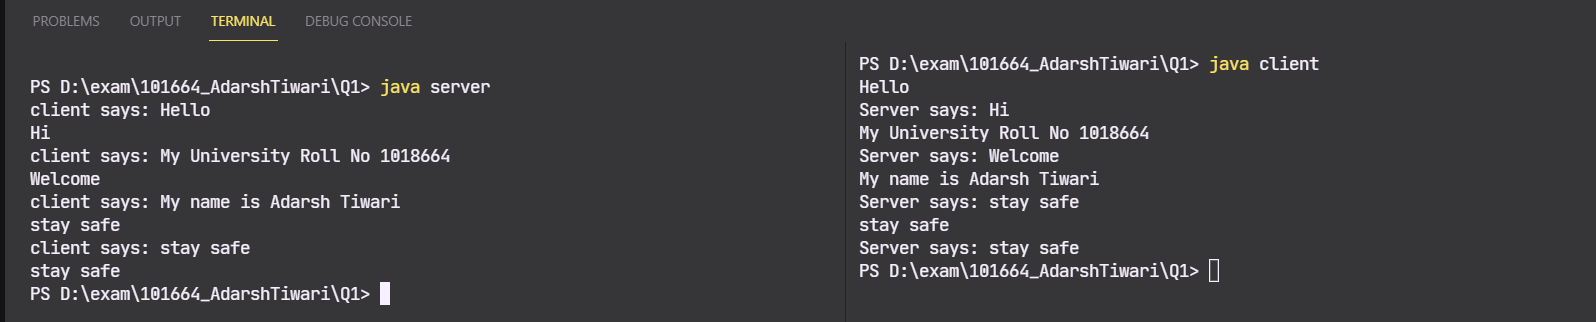 PROBLEMS OUTPUT TERMINAL DEBUG CONSOLE
PS D:\exam\101664_AdarshTiwari\Q1> java server
client says: Hello
Hi
client says: My University Roll No 1018664
Welcome
client says: My name is Adarsh Tiwari
stay safe
client says: stay safe
stay safe
PS D:\exam\101664_AdarshTiwari\Q1>
PS D:\exam\101664_AdarshTiwari\Q1> java client
Hello
Server says: Hi
My University Roll No 1018664
Server says: Welcome
My name is Adarsh Tiwari
Server says: stay safe
stay safe
Server says: stay safe
PS D:\exam\101664_AdarshTiwari\Q1>